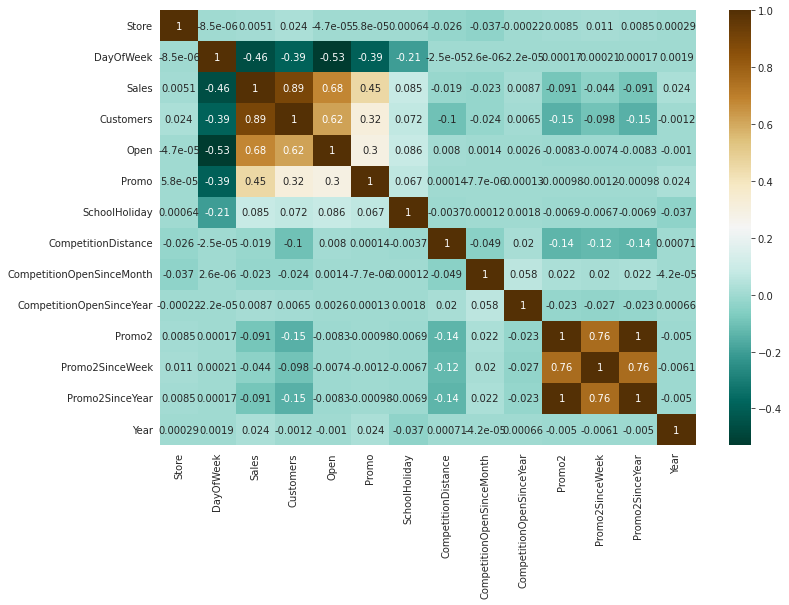 Store 1 -8.5e-06 0.0051 0.024 -4.7e-05 5.8e-05 0.00064 -0.026 -0.037 -0.00022 0.0085 0.011 0.0085 0.00029
DayOfWeek -8.5e-06 1 -0.46 -0.39 -0.53 -0.39 -0.21 -2.5e-05 2.6e-06 -2.2e-05 0.00017 0.00021 0.00017 0.0019
Sales 0.0051 -0.46 1 0.89 0.68 0.45 0.085 -0.019 -0.023 0.0087 -0.091 -0.044 -0.091 0.024
Customers 0.024 -0.39 0.89 1 0.62 0.32 0.072 -0.1 -0.024 0.0065 -0.15 -0.098 -0.15 -0.0012
Open -4.7e-05 -0.53 0.68 0.62 1 0.3 0.086 0.008 0.0014 0.0026 -0.0083 -0.0074 -0.0083 -0.001
Promo 5.8e-05 -0.39 0.45 0.32 0.3 1 0.067 0.00014 -7.7e-06 0.00013 -0.00098 -0.0012 -0.00098 0.024
SchoolHoliday 0.00064 -0.21 0.085 0.072 0.086 0.067 1 -0.0037 0.00012 0.0018 -0.0069 -0.0067 -0.0069 -0.037
CompetitionDistance -0.026 -2.5e-05 -0.019 -0.1 0.008 0.00014 -0.0037 1 -0.049 0.02 -0.14 -0.12 -0.14 0.00071
CompetitionOpenSinceMonth -0.037 2.6e-06 -0.023 -0.024 0.0014 -7.7e-06 0.00012 -0.049 1 0.058 0.022 0.02 0.022 -4.2e-05
CompetitionOpenSinceYear -0.00022 -2.2e-05 0.0087 0.0065 0.0026 0.00013 0.0018 0.02 0.058 1 -0.023 -0.027 -0.023 0.00066
Promo2 0.0085 0.00017 -0.091 -0.15 -0.0083 -0.00098 -0.0069 -0.14 0.022 -0.023 1 0.76 1 -0.005
Promo2SinceWeek 0.011 0.00021 -0.044 -0.098 -0.0074 -0.0012 -0.0067 -0.12 0.02 -0.027 0.76 1 0.76 -0.0061
Promo2SinceYear 0.0085 0.00017 -0.091 -0.15 -0.0083 -0.00098 -0.0069 -0.14 0.022 -0.023 1 0.76 1 -0.005
Year 0.00029 0.0019 0.024 -0.0012 -0.001 0.024 -0.037 0.00071 -4.2e-05 0.00066 -0.005 -0.0061 -0.005 1
Store
DayOfWeek
Sales
Customers
Open
Promo
SchoolHoliday
CompetitionDistance
CompetitionOpenSinceMonth
CompetitionOpenSinceYear
Promo2
Promo2SinceWeek
Promo2SinceYear
Year
1.0
0.8
0.6
0.4
0.2
0.0
−0.2
−0.4